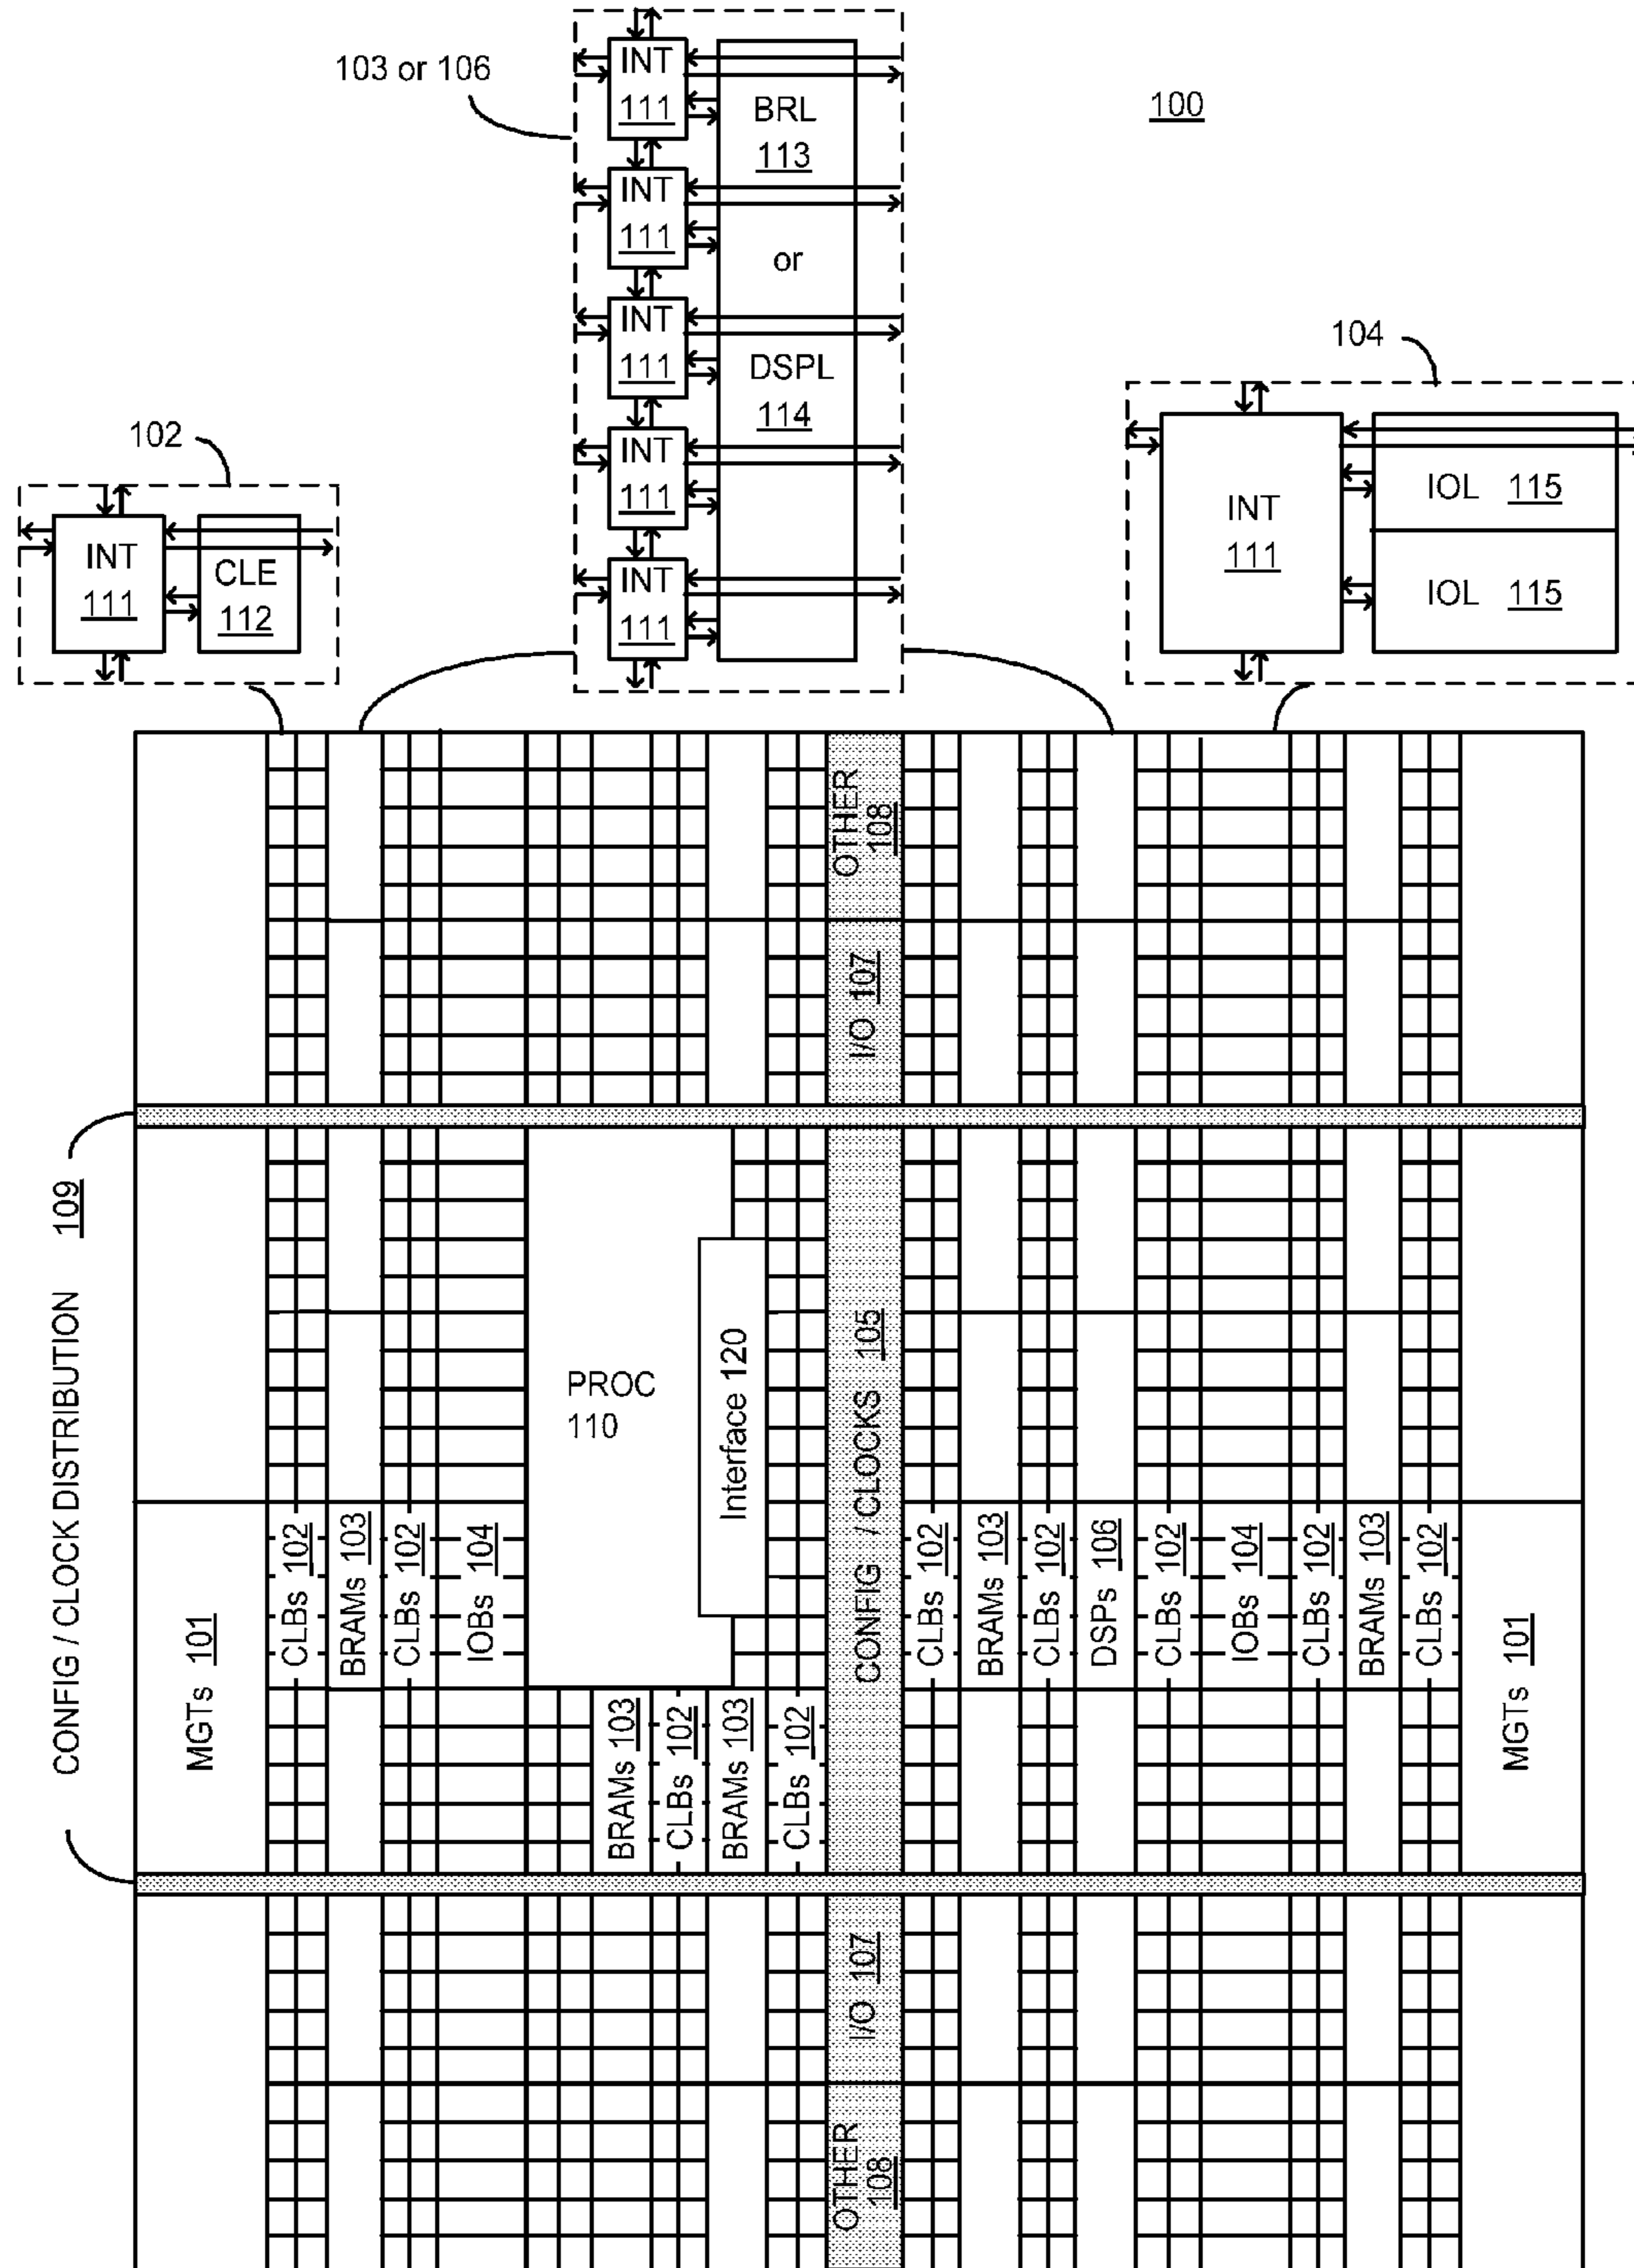 100
103 or 106
INT
111
INT
111
INT
111
INT
111
INT
111
BRL
113
or
DSPL
114
104
INT
111
IOL 115
IOL 115
102
INT
111
CLE
112
OTHER
108
I/O 107
CONFIG / CLOCK DISTRIBUTION 109
PROC
110
Interface 120
CONFIG / CLOCKS 105
MGTs 101
CLBs 102
BRAMs 103
CLBs 102
IOBs 104
BRAMs 103
CLBs 102
BRAMs 103
CLBs 102
CLBs 102
BRAMs 103
CLBs 102
DSPs 106
CLBs 102
IOBs 104
CLBs 102
BRAMs 103
CLBs 102
MGTs 101
I/O 107
OTHER
108